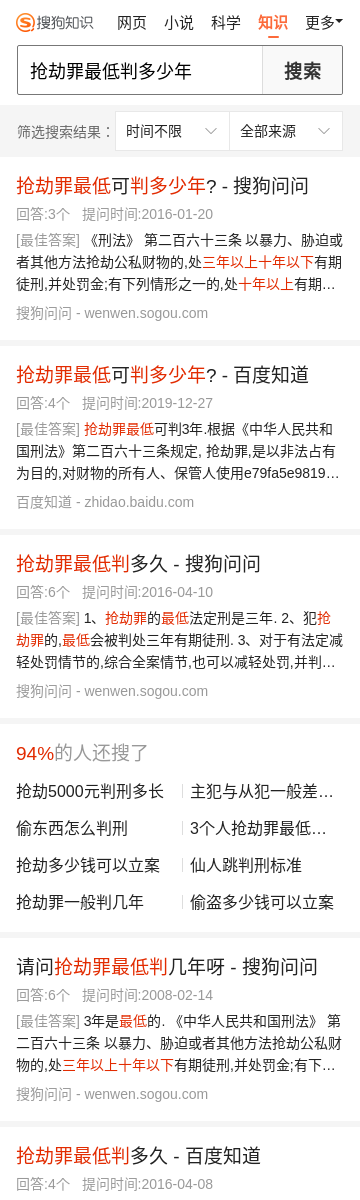 搜狗知识 网页 小说 科学 知识 更多
抢劫罪最低判多少年 搜索
筛选搜索结果： 时间不限 全部来源
抢劫罪最低可判多少年? - 搜狗问问
回答:3个 提问时间:2016-01-20
[最佳答案] 《刑法》 第二百六十三条 以暴力、胁迫或
者其他方法抢劫公私财物的,处三年以上十年以下有期
徒刑,并处罚金;有下列情形之一的,处十年以上有期…
搜狗问问 - wenwen.sogou.com
抢劫罪最低可判多少年? - 百度知道
回答:4个 提问时间:2019-12-27
[最佳答案] 抢劫罪最低可判3年.根据《中华人民共和
国刑法》第二百六十三条规定, 抢劫罪,是以非法占有
为目的,对财物的所有人、保管人使用e79fa5e9819…
百度知道 - zhidao.baidu.com
抢劫罪最低判多久 - 搜狗问问
回答:6个 提问时间:2016-04-10
[最佳答案] 1、抢劫罪的最低法定刑是三年. 2、犯抢
劫罪的,最低会被判处三年有期徒刑. 3、对于有法定减
轻处罚情节的,综合全案情节,也可以减轻处罚,并判…
搜狗问问 - wenwen.sogou.com
94%的人还搜了
抢劫5000元判刑多长 主犯与从犯一般差…
偷东西怎么判刑 3个人抢劫罪最低…
抢劫多少钱可以立案 仙人跳判刑标准
抢劫罪一般判几年 偷盗多少钱可以立案
请问抢劫罪最低判几年呀 - 搜狗问问
回答:6个 提问时间:2008-02-14
[最佳答案] 3年是最低的. 《中华人民共和国刑法》 第
二百六十三条 以暴力、胁迫或者其他方法抢劫公私财
物的,处三年以上十年以下有期徒刑,并处罚金;有下…
搜狗问问 - wenwen.sogou.com
抢劫罪最低判多久 - 百度知道
回答:4个 提问时间:2016-04-08